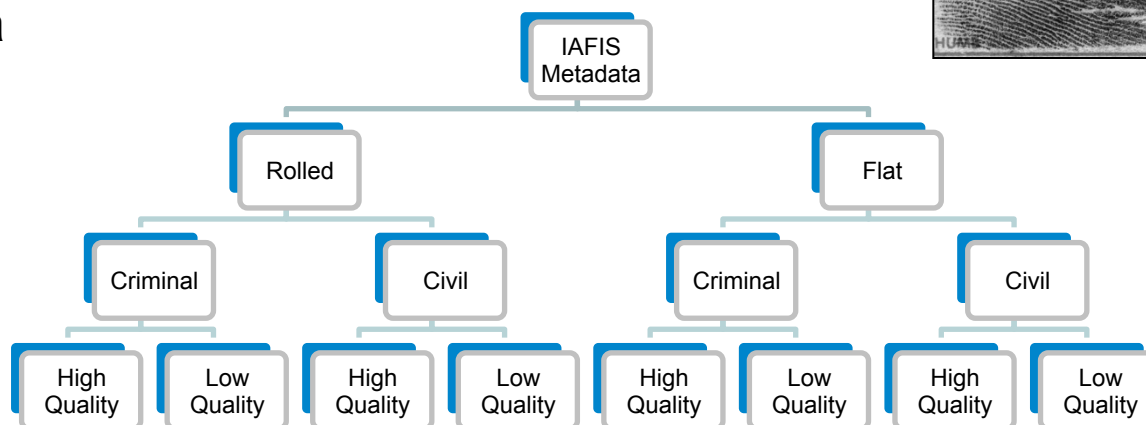 IAFIS
Metadata
Rolled
Flat
Criminal
Civil
Criminal
Civil
High
Quality
Low
Quality
High
Quality
Low
Quality
High
Quality
Low
Quality
High
Quality
Low
Quality